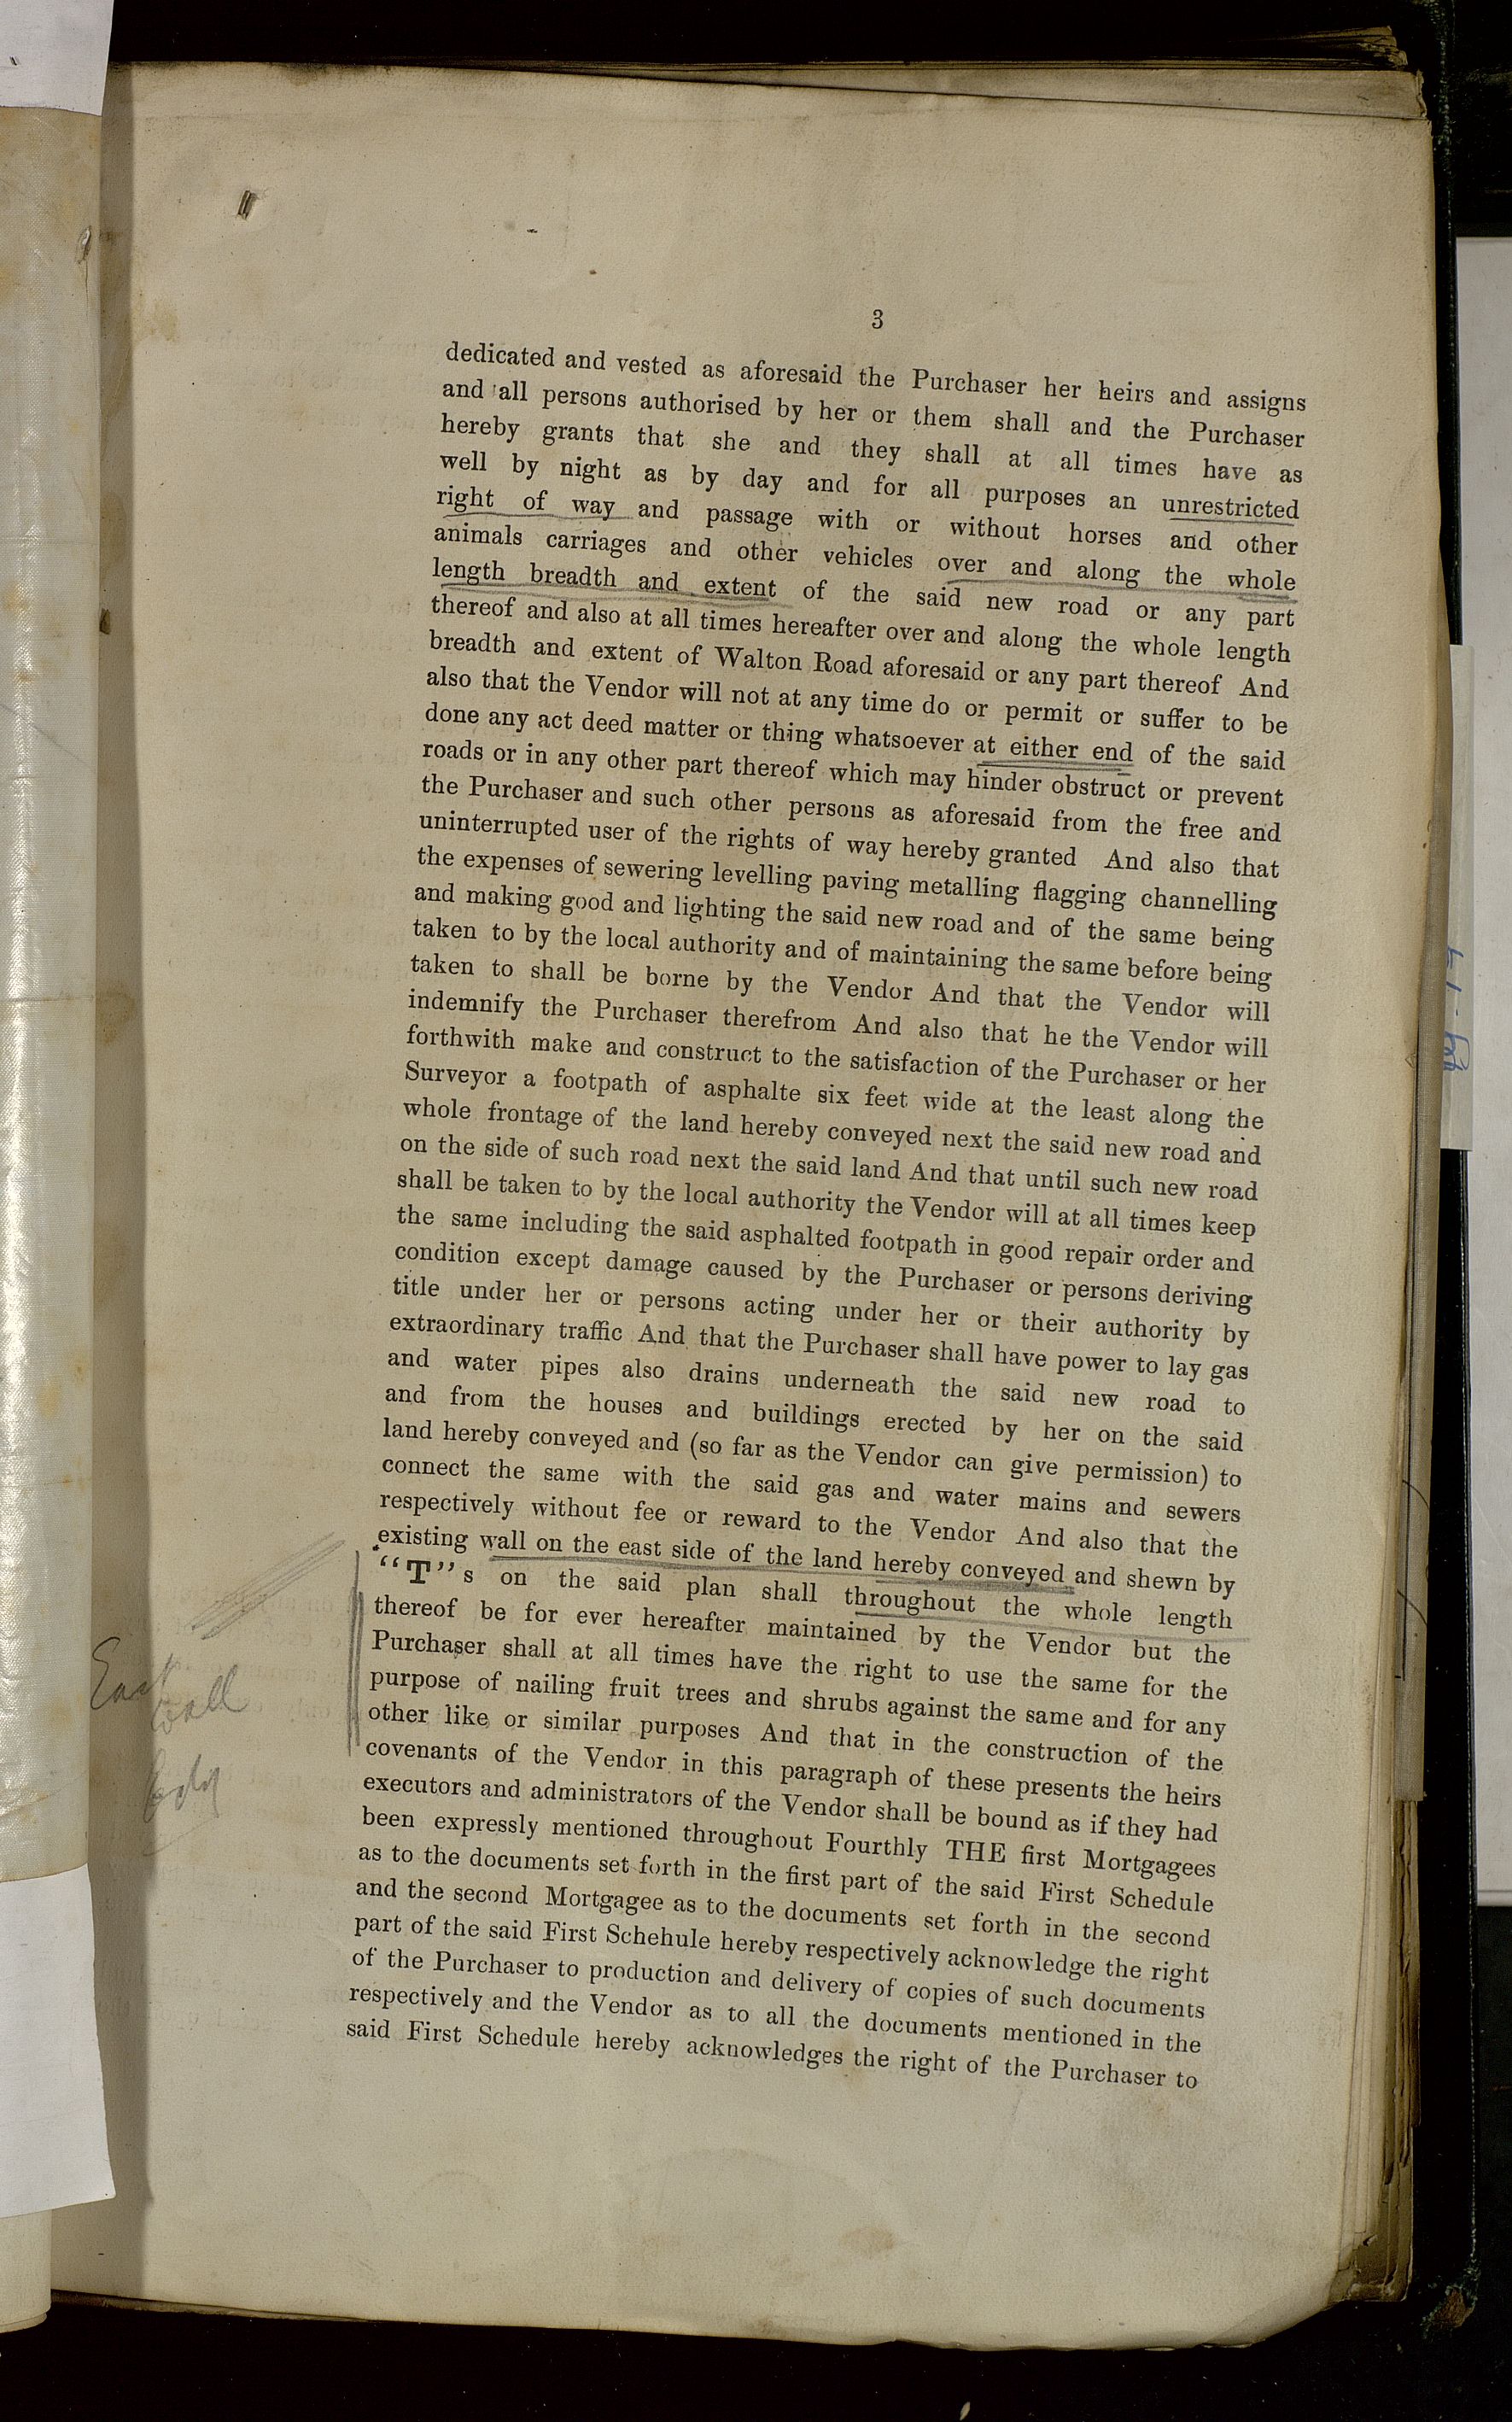 3
dedicated and vested as aforesaid the Purchaser her heirs and assigns
and all persons authorised by her or them shall and the Purchaser
hereby grants that she and they shall at all times have as
well by night as by day and for all purposes an unrestricted
right of way and passage with or without horses and other
animals carriages and other vehicles over and along the whole
length breadth and extent of the said new road or any part
thereof and also at all times hereafter over and along the whole length
breadth and extent of Walton Road aforesaid or any part thereof And
also that the Vendor will not at any time do or permit or suffer to be
done any act deed matter or thing whatsoever at either end of the said
roads or in any other part thereof which may hinder obstruct or prevent
the Purchaser and such other persons as aforesaid from the free and
uninterrupted user of the rights of way hereby granted And also that
the expenses of sewering levelling paving metalling flagging channelling
and making good and lighting the said new road and of the same being
taken to by the local authority and of maintaining the same before being
taken to shall be borne by the Vendor And that the Vendor will
indemnify the Purchaser therefrom And also that he the Vendor will
forthwith make and construct to the satisfaction of the Purchaser or her
Surveyor a footpath of asphalte six feet wide at the least along the
whole frontage of the land hereby conveyed next the said new road and
on the side of such road next the said land And that until such new road
shall be taken to by the local authority the Vendor will at all times keep
the same including the said asphalted footpath in good repair order and
condition except damage caused by the Purchaser or persons deriving
title under her or persons acting under her or their authority by
extraordinary traffic And that the Purchaser shall have power to lay gas
and water pipes also drains underneath the said new road to
and from the houses and buildings erected by her on the said
land hereby conveyed and (so far as the Vendor can give permission) to
connect the same with the said gas and water mains and sewers
respectively without fee or reward to the Vendor And also that the
existing wall on the east side of the land hereby conveyed and shewn by
“T”s on the said plan shall throughout the whole length
thereof be for ever hereafter maintained by the Vendor but the
Purchaser shall at all times have the right to use the same for the
purpose of nailing fruit trees and shrubs against the same and for any
other like or similar purposes And that in the construction of the
covenants of the Vendor in this paragraph of these presents the heirs
executors and administrators of the Vendor shall be bound as if they had
been expressly mentioned throughout Fourthly THE first Mortgagees
as to the documents set forth in the first part of the said First Schedule
and the second Mortgagee as to the documents set forth in the second
part of the said First Schehule hereby respectively acknowledge the right
of the Purchaser to production and delivery of copies of such documents
respectively and the Vendor as to all the documents mentioned in the
said First Schedule hereby acknowledges the right of the Purchaser to
East
wall